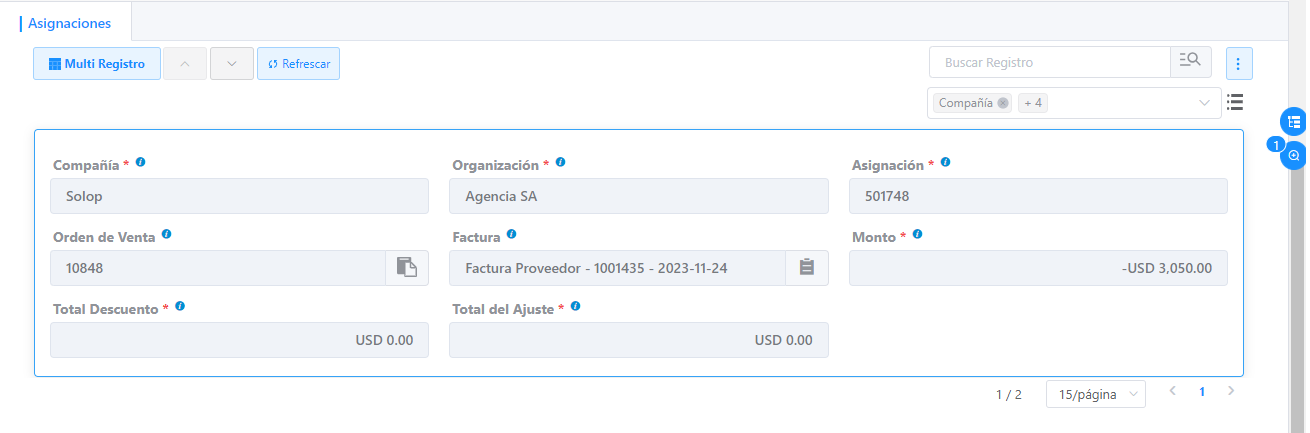 Asignaciones
Multi Registro
Refrescar
Buscar Registro
Compañía
+ 4
1
Compañía *
Organización *
Asignación *
Solop
Agencia SA
501748
Orden de Venta
Factura
Monto *
10848
Factura Proveedor - 1001435 - 2023-11-24
-USD 3,050.00
Total Descuento *
Total del Ajuste *
USD 0.00
USD 0.00
1 / 2
15/página
1